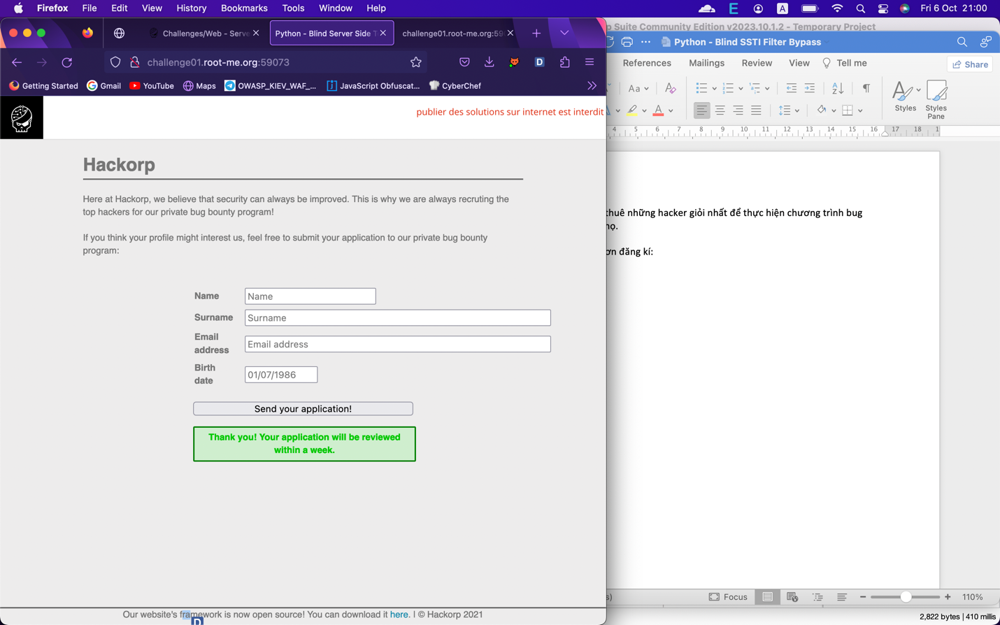 Firefox File Edit View History Bookmarks Tools Window Help
E A Fri 6 Oct 21:00
Challenges/Web - Serve
Python - Blind Server Side T
challenge01.root-me.org:59
challenge01.root-me.org:59073
D
Getting Started Gmail YouTube Maps OWASP_KIEV_WAF_... JavaScript Obfuscat... CyberChef
publier des solutions sur internet est interdit
Hackorp
Here at Hackorp, we believe that security can always be improved. This is why we are always recruting the
top hackers for our private bug bounty program!
If you think your profile might interest us, feel free to submit your application to our private bug bounty
program:
Name Name
Surname Surname
Email
address
Email address
Birth
date
01/07/1986
Send your application!
Thank you! Your application will be reviewed
within a week.
Our website's framework is now open source! You can download it here. | © Hackorp 2021
D
p Suite Community Edition v2023.10.1.2 - Temporary Project
Python - Blind SSTI Filter Bypass
References Mailings Review View Tell me
Share
Aa
A
Styles
Styles
Pane
4 5 6 7 8 9 10 11 12 13 14 15 16 17 18 1
thuê những hacker giỏi nhất để thực hiện chương trình bug
họ.
ơn đăng kí:
s) Focus 110%
2,822 bytes | 410 millis